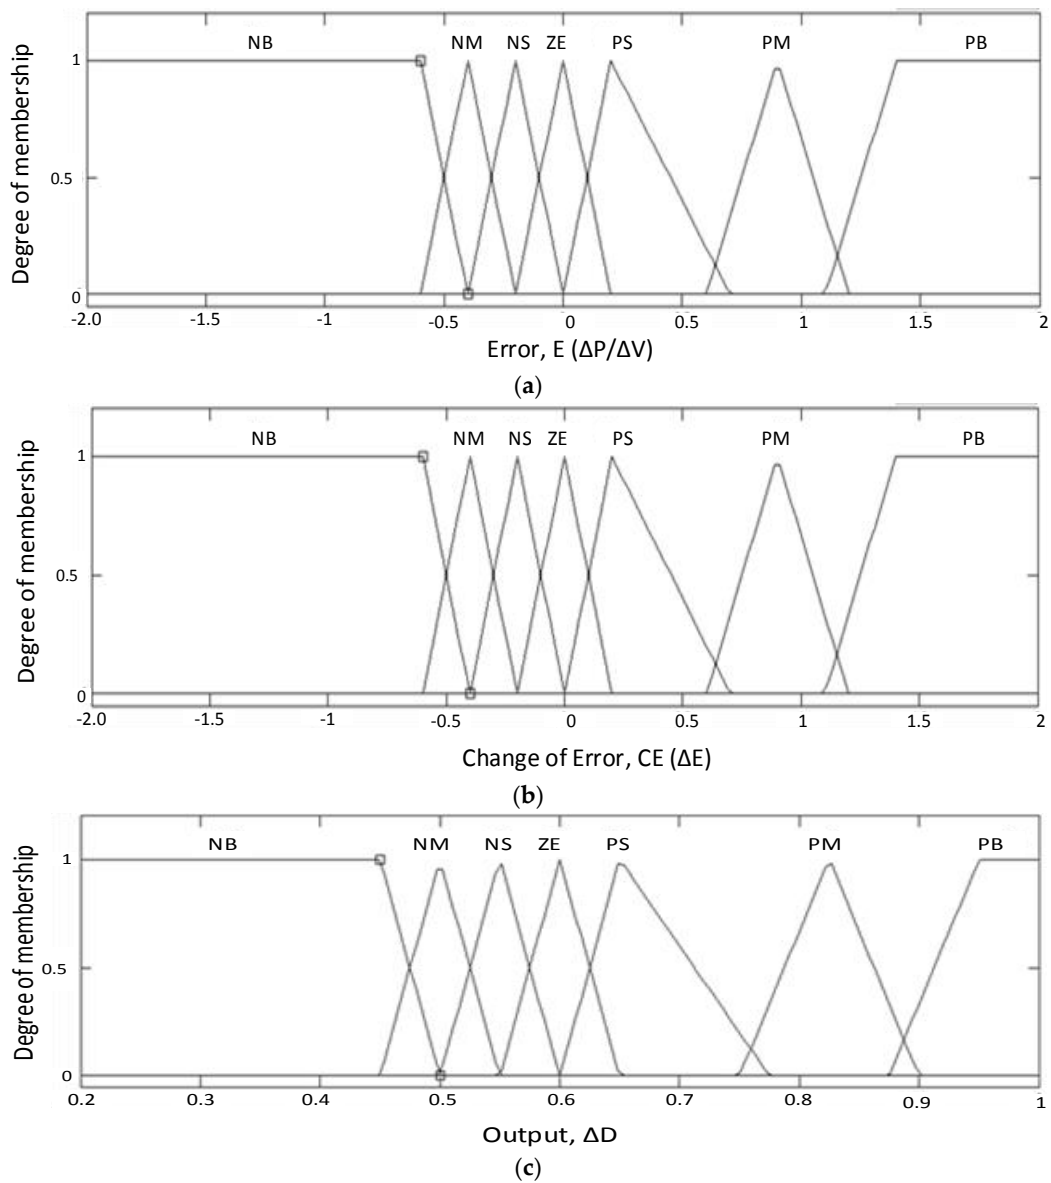 NB NM NS ZE PS PM PB
1
0.5
0
Degree of membership
-2.0 -1.5 -1 -0.5 0 0.5 1 1.5 2
Error, E (ΔP/ΔV)
(a)
NB NM NS ZE PS PM PB
1
0.5
0
Degree of membership
-2.0 -1.5 -1 -0.5 0 0.5 1 1.5 2
Change of Error, CE (ΔE)
(b)
NB NM NS ZE PS PM PB
1
0.5
0
Degree of membership
0.2 0.3 0.4 0.5 0.6 0.7 0.8 0.9 1
Output, ΔD
(c)